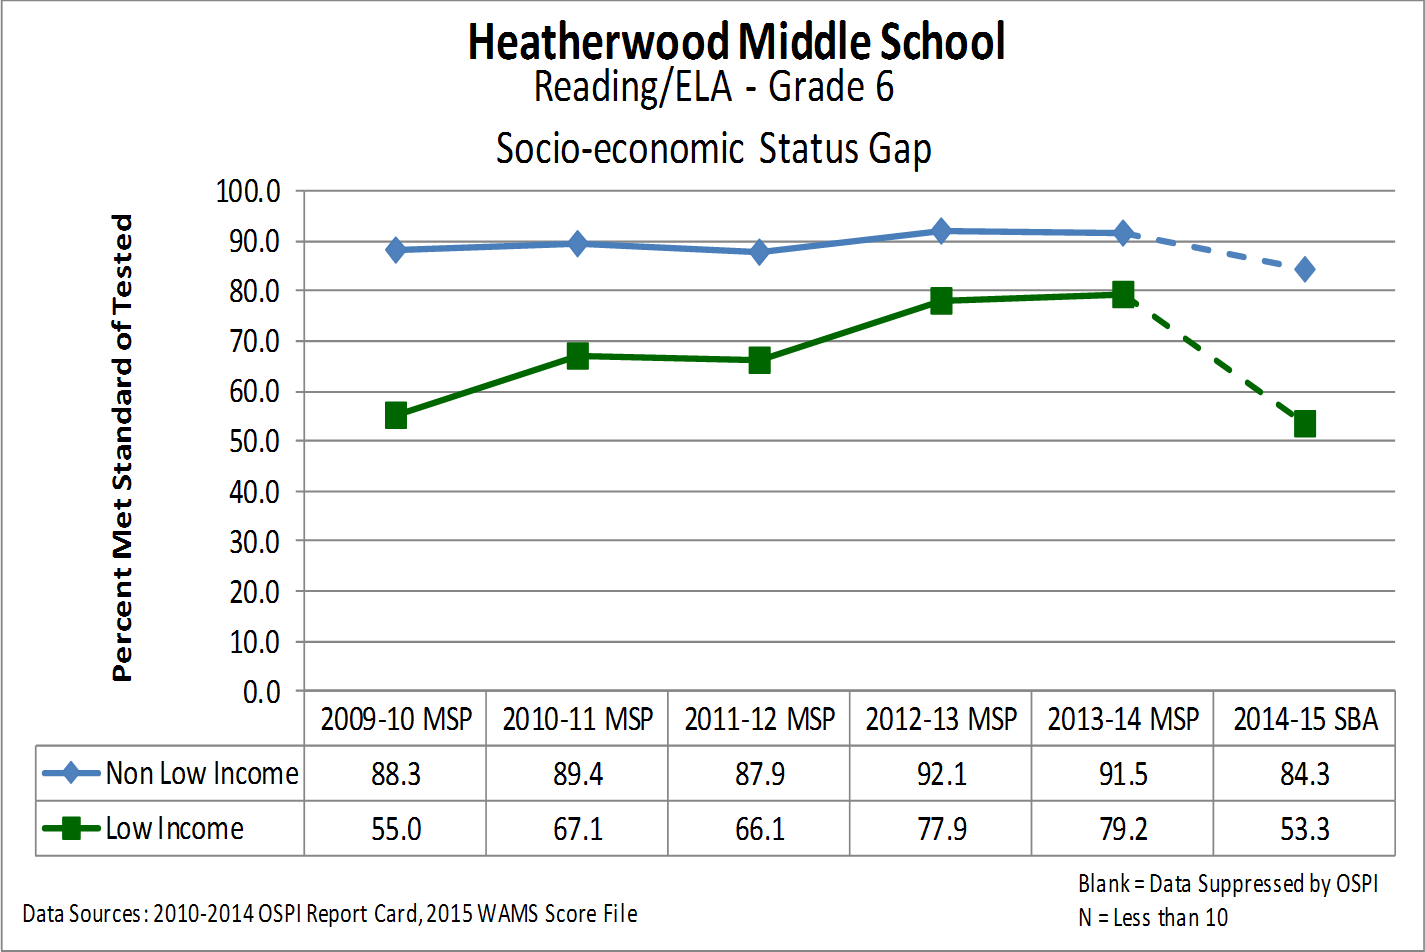 Heatherwood Middle School
Reading/ELA - Grade 6
Socio-economic Status Gap
Percent Met Standard of Tested
100.0
90.0
80.0
70.0
60.0
50.0
40.0
30.0
20.0
10.0
0.0
2009-10 MSP 2010-11 MSP 2011-12 MSP 2012-13 MSP 2013-14 MSP 2014-15 SBA
Non Low Income 88.3 89.4 87.9 92.1 91.5 84.3
Low Income 55.0 67.1 66.1 77.9 79.2 53.3
Blank = Data Suppressed by OSPI
N = Less than 10
Data Sources: 2010-2014 OSPI Report Card, 2015 WAMS Score File